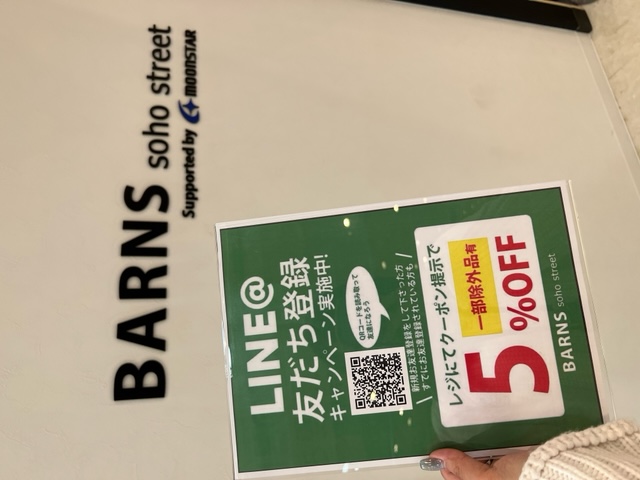 BARNS soho street
Supported by MOONSTAR
LINE@
友だち登録
キャンペーン実施中!
QRコードを読み取って
友達になろう
新規お友達登録をして下さった方
すでにお友達登録されている方も
レジにてクーポン提示で
一部除外品有
5%OFF
BARNS soho street